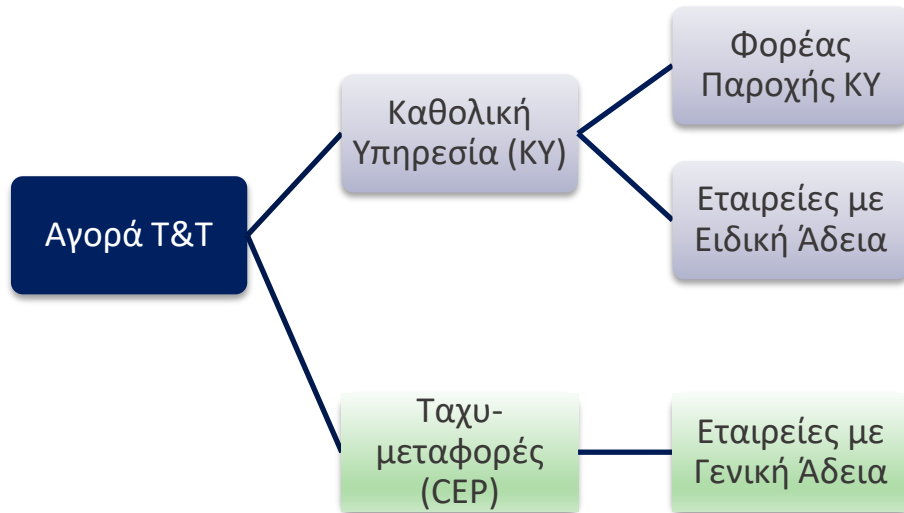 Αγορά Τ&Τ
Καθολική
Υπηρεσία (ΚΥ)
Φορέας
Παροχής ΚΥ
Εταιρείες με
Ειδική Άδεια
Ταχυ-
μεταφορές
(CEP)
Εταιρείες με
Γενική Άδεια